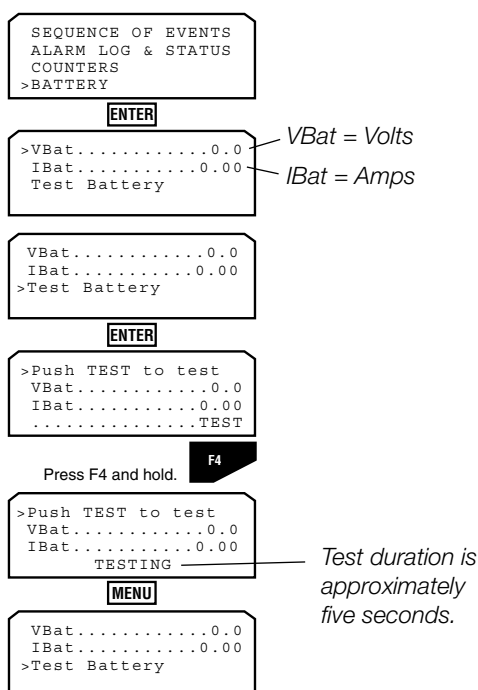 SEQUENCE OF EVENTS
ALARM LOG & STATUS
COUNTERS
>BATTERY
ENTER
>VBat............0.0
IBat...........0.00
Test Battery
VBat = Volts
IBat = Amps
VBat............0.0
IBat...........0.00
>Test Battery
ENTER
>Push TEST to test
VBat............0.0
IBat...........0.00
...............TEST
Press F4 and hold.
F4
>Push TEST to test
VBat............0.0
IBat...........0.00
TESTING
Test duration is
approximately
five seconds.
MENU
VBat............0.0
IBat...........0.00
>Test Battery